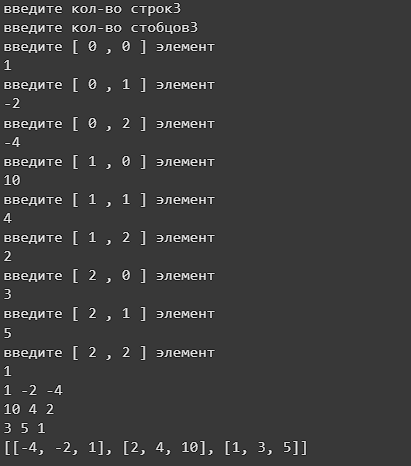 введите кол-во строк3
введите кол-во стобцов3
введите [ 0 , 0 ] элемент
1
введите [ 0 , 1 ] элемент
-2
введите [ 0 , 2 ] элемент
-4
введите [ 1 , 0 ] элемент
10
введите [ 1 , 1 ] элемент
4
введите [ 1 , 2 ] элемент
2
введите [ 2 , 0 ] элемент
3
введите [ 2 , 1 ] элемент
5
введите [ 2 , 2 ] элемент
1
1 -2 -4
10 4 2
3 5 1
[[-4, -2, 1], [2, 4, 10], [1, 3, 5]]